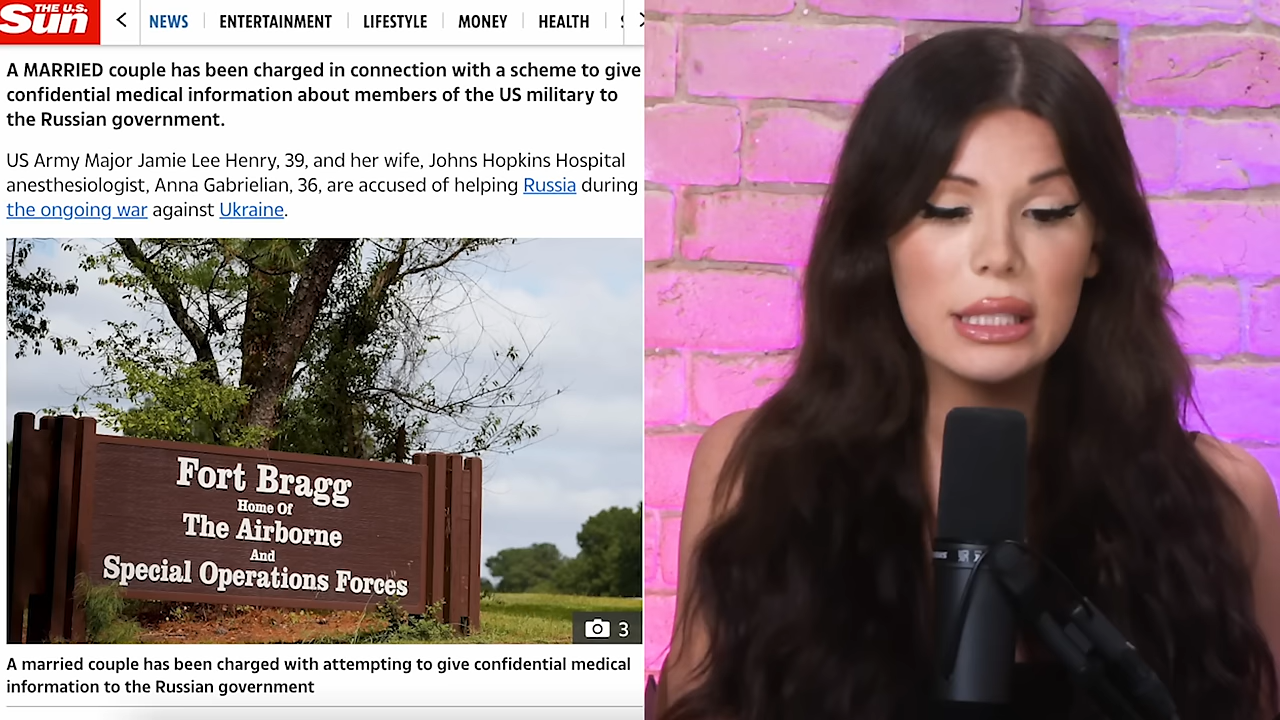 THE U.S.
Sun
NEWS
ENTERTAINMENT
LIFESTYLE
MONEY
HEALTH
A MARRIED couple has been charged in connection with a scheme to give
confidential medical information about members of the US military to
the Russian government.
US Army Major Jamie Lee Henry, 39, and her wife, Johns Hopkins Hospital
anesthesiologist, Anna Gabrielian, 36, are accused of helping Russia during
the ongoing war against Ukraine.
Fort Bragg
Home Of
The Airborne
And
Special Operations Forces
3
A married couple has been charged with attempting to give confidential medical
information to the Russian government